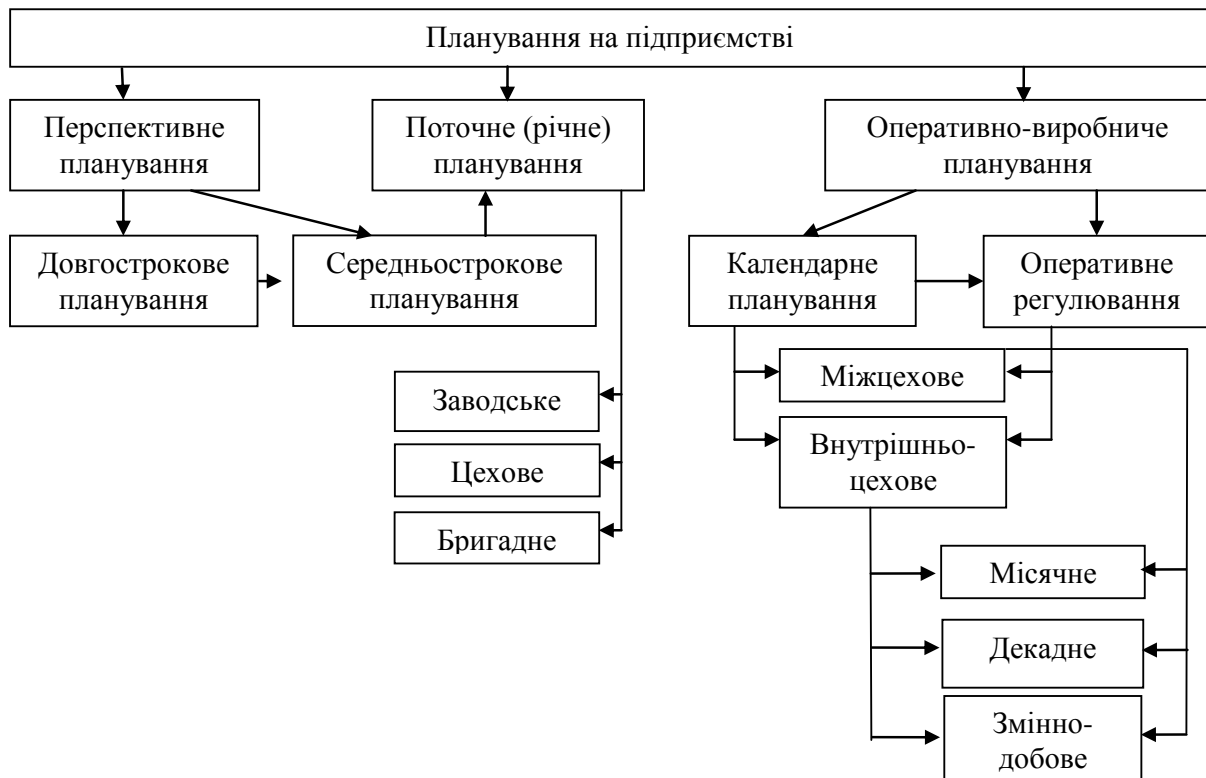 Планування на підприємстві
Перспективне
планування
Поточне (річне)
планування
Оперативно-виробниче
планування
Довгострокове
планування
Середньострокове
планування
Календарне
планування
Оперативне
регулювання
Міжцехове
Заводське
Внутрішньо-
цехове
Цехове
Бригадне
Місячне
Декадне
Змінно-
добове